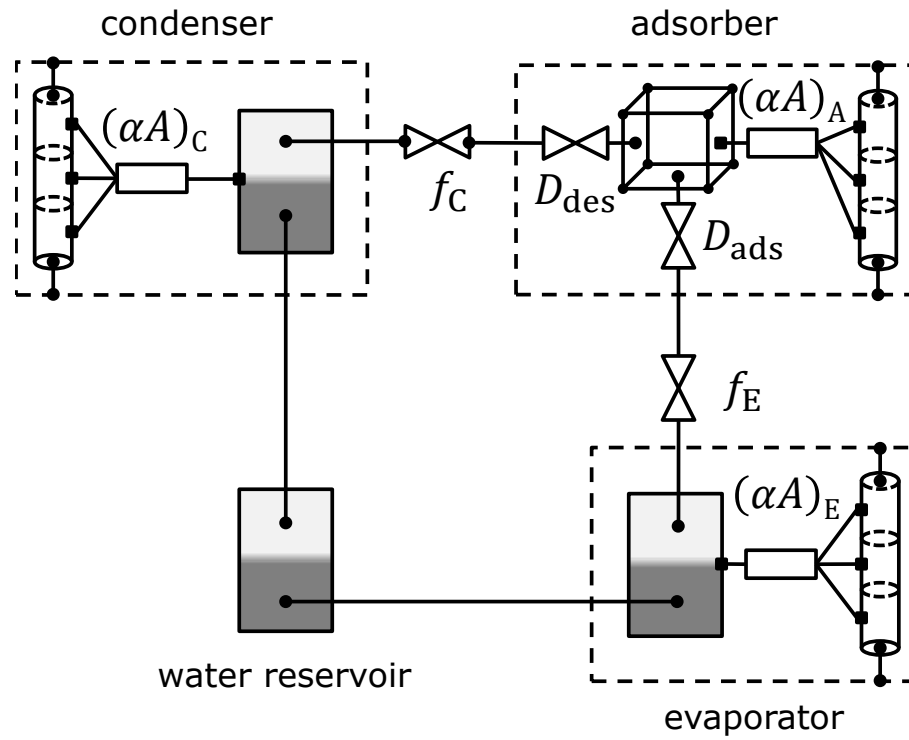 condenser
adsorber
(αA)C
(αA)A
fC
Ddes
Dads
fE
(αA)E
water reservoir
evaporator